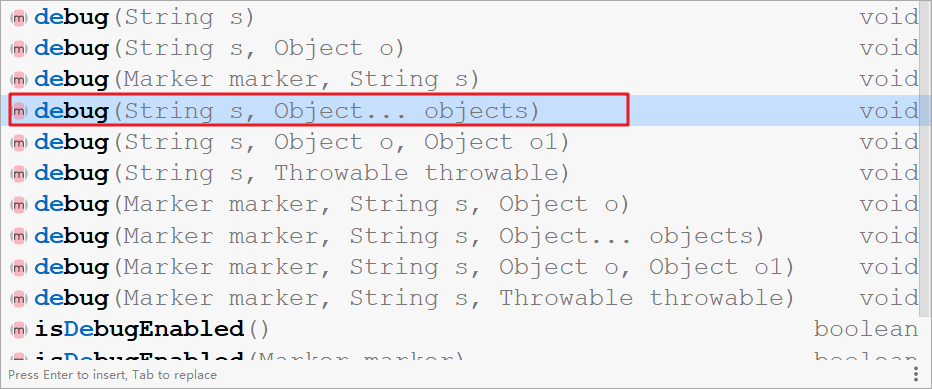 m debug(String s) void
m debug(String s, Object o) void
m debug(Marker marker, String s) void
m debug(String s, Object... objects) void
m debug(String s, Object o, Object o1) void
m debug(String s, Throwable throwable) void
m debug(Marker marker, String s, Object o) void
m debug(Marker marker, String s, Object... objects) void
m debug(Marker marker, String s, Object o, Object o1) void
m debug(Marker marker, String s, Throwable throwable) void
m isDebugEnabled() boolean
m isDebugEnabled(Marker marker) boolean
Press Enter to insert, Tab to replace